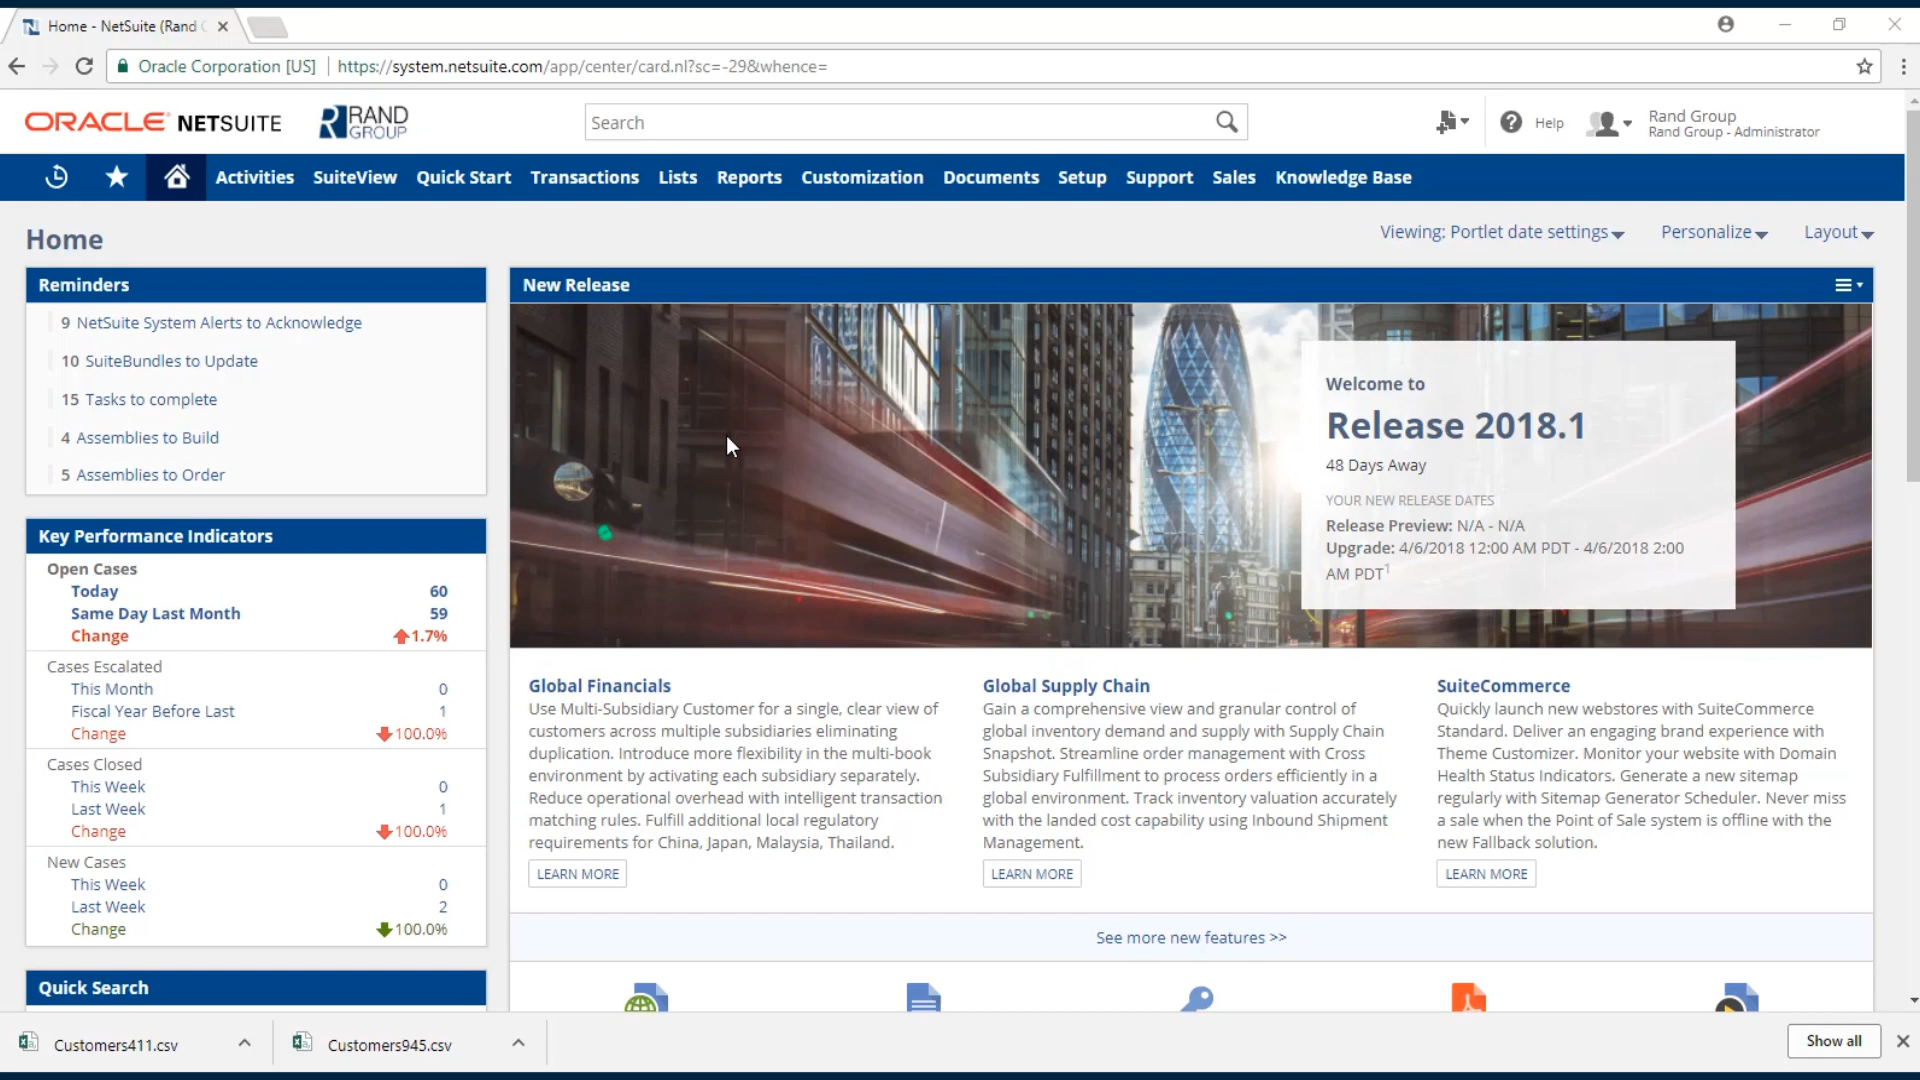 Home - NetSuite (Rand
Oracle Corporation [US] https://system.netsuite.com/app/center/card.nl?sc=-29&whence=
ORACLE NETSUITE
RAND
GROUP
Search
Help
Rand Group
Rand Group - Administrator
Activities SuiteView Quick Start Transactions Lists Reports Customization Documents Setup Support Sales Knowledge Base
Home
Viewing: Portlet date settings Personalize Layout
Reminders
9 NetSuite System Alerts to Acknowledge
10 SuiteBundles to Update
15 Tasks to complete
4 Assemblies to Build
5 Assemblies to Order
Key Performance Indicators
Open Cases
Today 60
Same Day Last Month 59
Change 1.7%
Cases Escalated
This Month 0
Fiscal Year Before Last 1
Change 100.0%
Cases Closed
This Week 0
Last Week 1
Change 100.0%
New Cases
This Week 0
Last Week 2
Change 100.0%
Quick Search
New Release
Welcome to
Release 2018.1
48 Days Away
YOUR NEW RELEASE DATES
Release Preview: N/A - N/A
Upgrade: 4/6/2018 12:00 AM PDT - 4/6/2018 2:00
AM PDT1
Global Financials
Use Multi-Subsidiary Customer for a single, clear view of
customers across multiple subsidiaries eliminating
duplication. Introduce more flexibility in the multi-book
environment by activating each subsidiary separately.
Reduce operational overhead with intelligent transaction
matching rules. Fulfill additional local regulatory
requirements for China, Japan, Malaysia, Thailand.
LEARN MORE
Global Supply Chain
Gain a comprehensive view and granular control of
global inventory demand and supply with Supply Chain
Snapshot. Streamline order management with Cross
Subsidiary Fulfillment to process orders efficiently in a
global environment. Track inventory valuation accurately
with the landed cost capability using Inbound Shipment
Management.
LEARN MORE
SuiteCommerce
Quickly launch new webstores with SuiteCommerce
Standard. Deliver an engaging brand experience with
Theme Customizer. Monitor your website with Domain
Health Status Indicators. Generate a new sitemap
regularly with Sitemap Generator Scheduler. Never miss
a sale when the Point of Sale system is offline with the
new Fallback solution.
LEARN MORE
See more new features >>
Customers411.csv
Customers945.csv
Show all